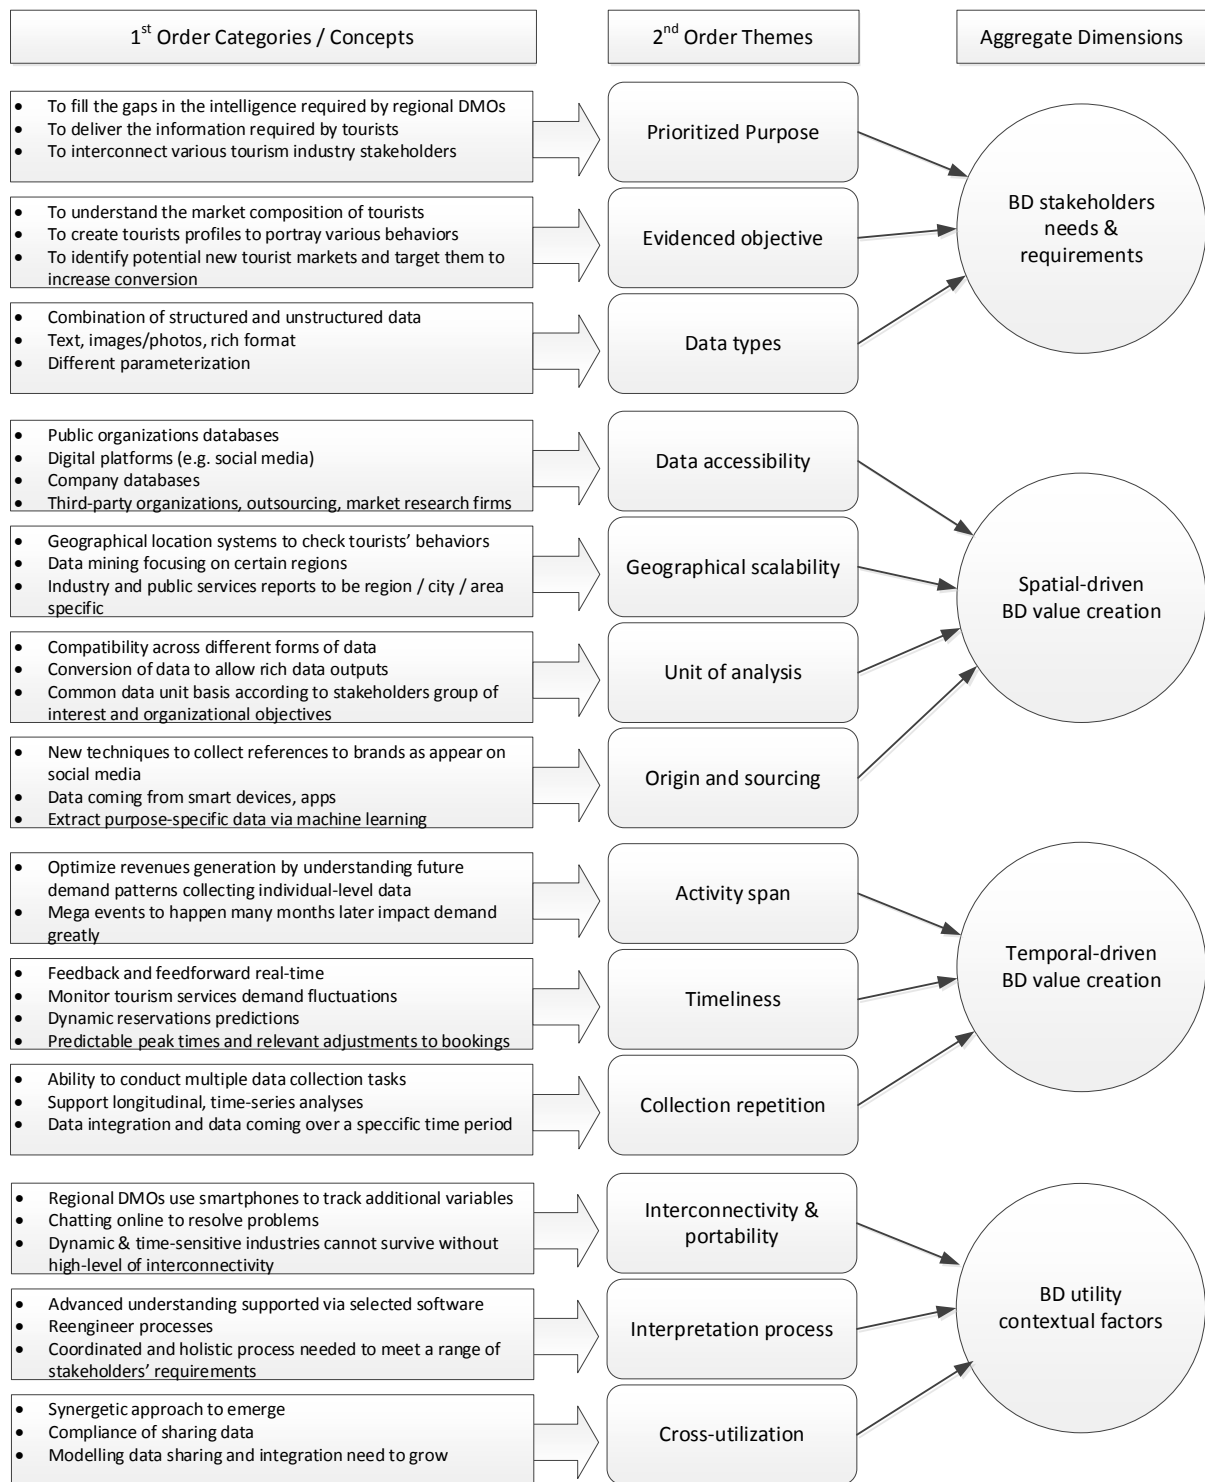 1st Order Categories / Concepts
2nd Order Themes
Aggregate Dimensions
• To fill the gaps in the intelligence required by regional DMOs
• To deliver the information required by tourists
• To interconnect various tourism industry stakeholders
Prioritized Purpose
• To understand the market composition of tourists
• To create tourists profiles to portray various behaviors
• To identify potential new tourist markets and target them to
increase conversion
Evidenced objective
• Combination of structured and unstructured data
• Text, images/photos, rich format
• Different parameterization
Data types
BD stakeholders
needs &
requirements
• Public organizations databases
• Digital platforms (e.g. social media)
• Company databases
• Third-party organizations, outsourcing, market research firms
Data accessibility
• Geographical location systems to check tourists’ behaviors
• Data mining focusing on certain regions
• Industry and public services reports to be region / city / area
specific
Geographical scalability
• Compatibility across different forms of data
• Conversion of data to allow rich data outputs
• Common data unit basis according to stakeholders group of
interest and organizational objectives
Unit of analysis
• New techniques to collect references to brands as appear on
social media
• Data coming from smart devices, apps
• Extract purpose-specific data via machine learning
Origin and sourcing
Spatial-driven
BD value creation
• Optimize revenues generation by understanding future
demand patterns collecting individual-level data
• Mega events to happen many months later impact demand
greatly
Activity span
• Feedback and feedforward real-time
• Monitor tourism services demand fluctuations
• Dynamic reservations predictions
• Predictable peak times and relevant adjustments to bookings
Timeliness
• Ability to conduct multiple data collection tasks
• Support longitudinal, time-series analyses
• Data integration and data coming over a speccific time period
Collection repetition
Temporal-driven
BD value creation
• Regional DMOs use smartphones to track additional variables
• Chatting online to resolve problems
• Dynamic & time-sensitive industries cannot survive without
high-level of interconnectivity
Interconnectivity &
portability
• Advanced understanding supported via selected software
• Reengineer processes
• Coordinated and holistic process needed to meet a range of
stakeholders’ requirements
Interpretation process
• Synergetic approach to emerge
• Compliance of sharing data
• Modelling data sharing and integration need to grow
Cross-utilization
BD utility
contextual factors